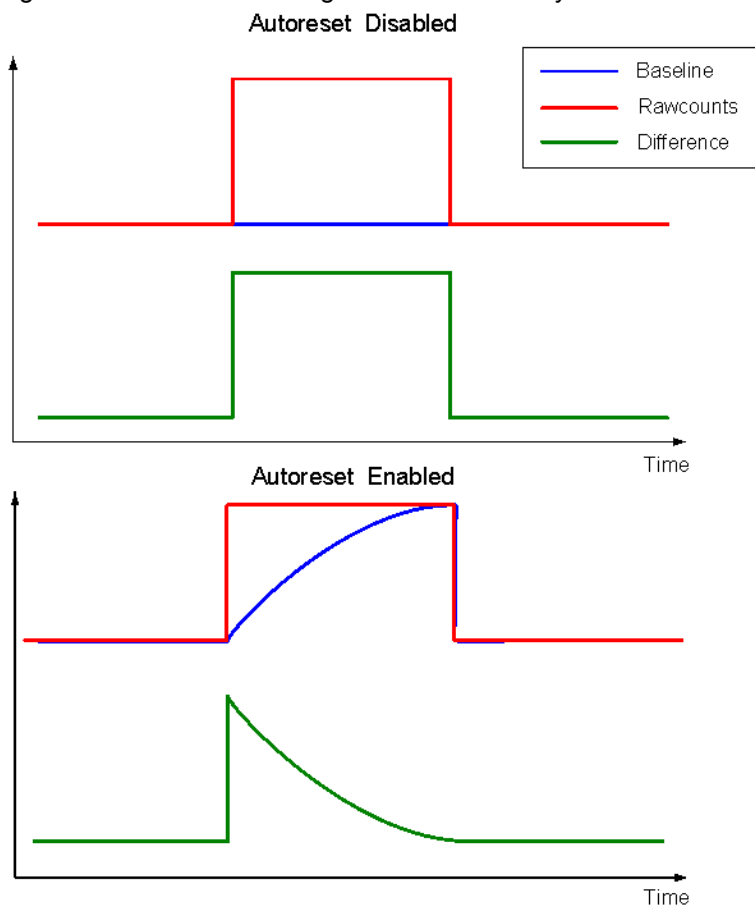 Autoreset Disabled
Baseline
Rawcounts
Difference
Time
Autoreset Enabled
Time